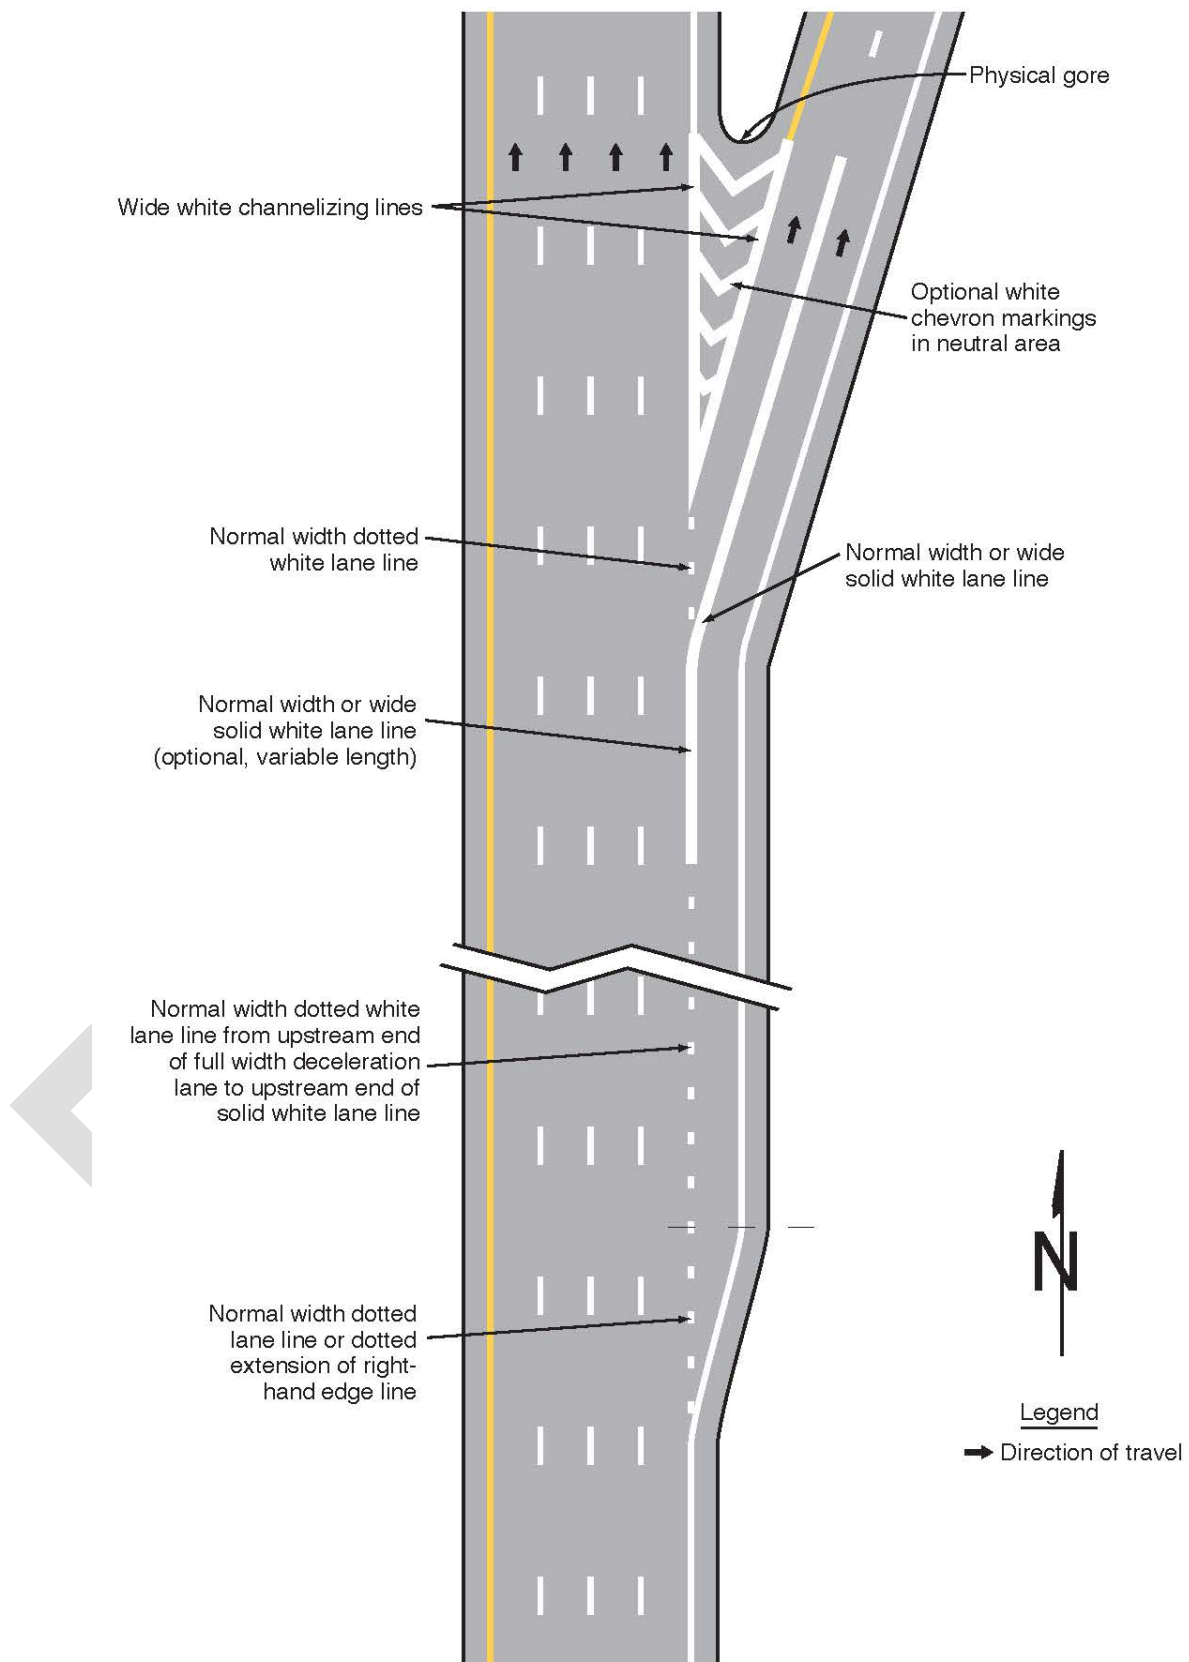 Physical gore
Wide white channelizing lines
Optional white
chevron markings
in neutral area
Normal width dotted
white lane line
Normal width or wide
solid white lane line
Normal width or wide
solid white lane line
(optional, variable length)
Normal width dotted white
lane line from upstream end
of full width deceleration
lane to upstream end of
solid white lane line
N
Normal width dotted
lane line or dotted
extension of right-
hand edge line
Legend
Direction of travel